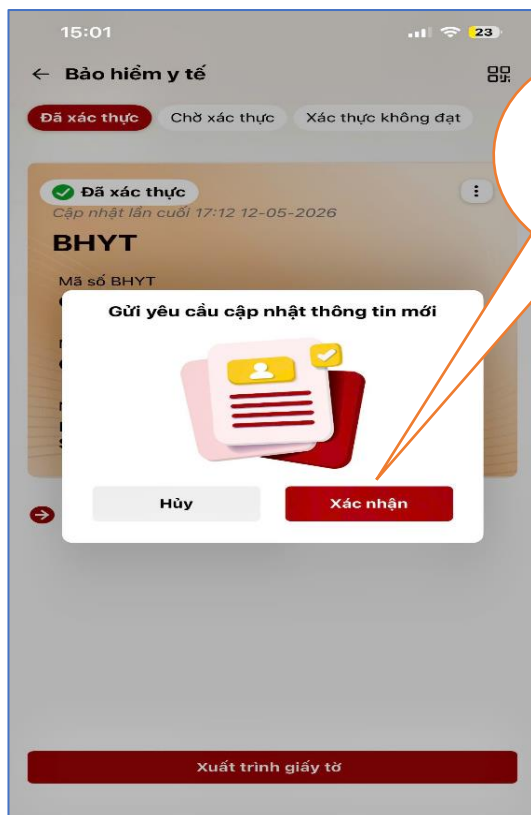 15:01
23
Bảo hiểm y tế
Đã xác thực
Chờ xác thực
Xác thực không đạt
Đã xác thực
Cập nhật lần cuối 17:12 12-05-2026
BHYT
Mã số BHYT
Gửi yêu cầu cập nhật thông tin mới
Hủy
Xác nhận
Xuất trình giấy tờ